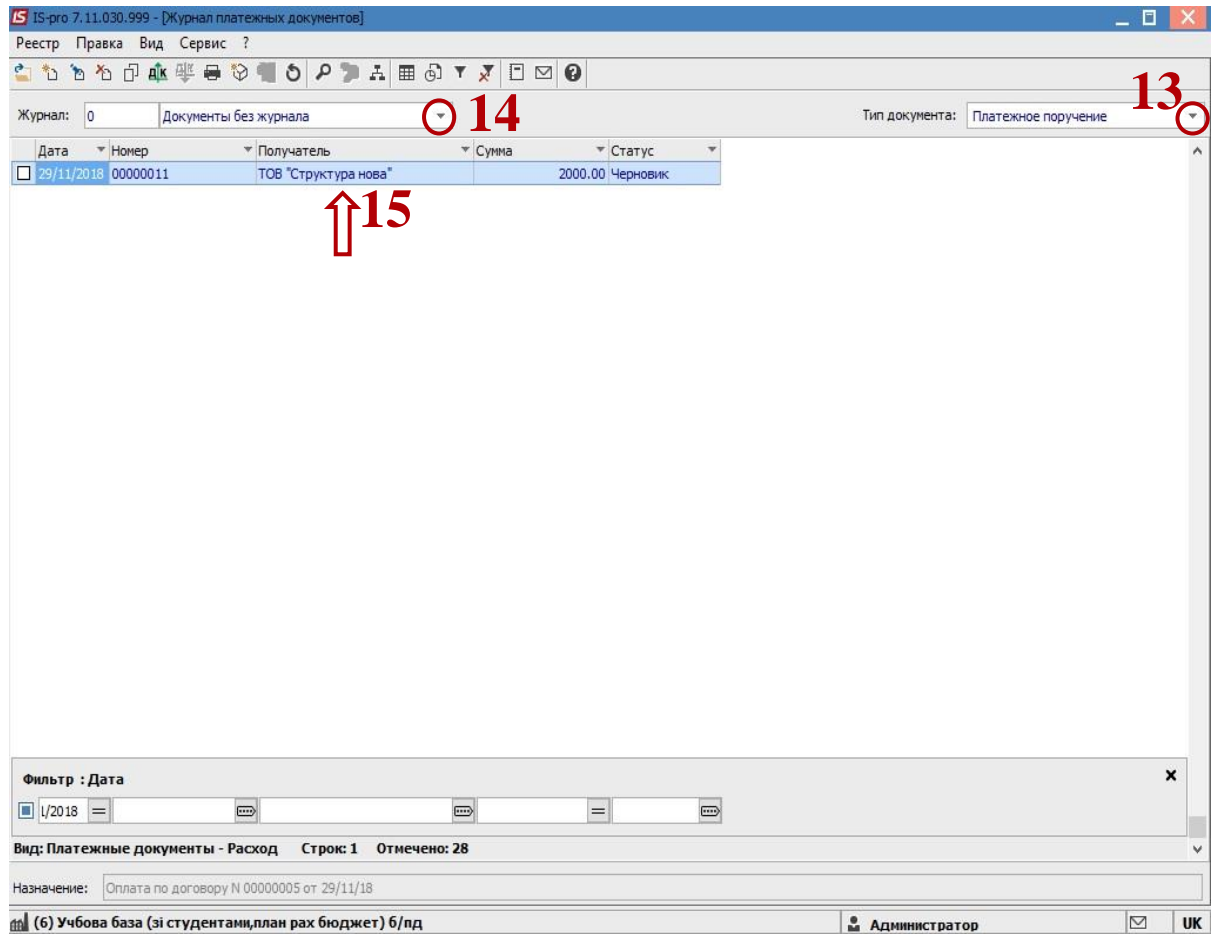 IS-pro 7.11.030.999 - [Журнал платежных документов]
Реестр Правка Вид Сервис ?
13
Журнал: 0 Документы без журнала 14 Тип документа: Платежное поручение
Дата Номер Получатель Сумма Статус
29/11/2018 00000011 ТОВ "Структура нова" 2000.00 Черновик
15
Фильтр : Дата
/2018 = =
Вид: Платежные документы - Расход Строк: 1 Отмечено: 28
Назначение: Оплата по договору N 00000005 от 29/11/18
(6) Учбова база (зі студентами,план рах бюджет) б/пд Администратор UK